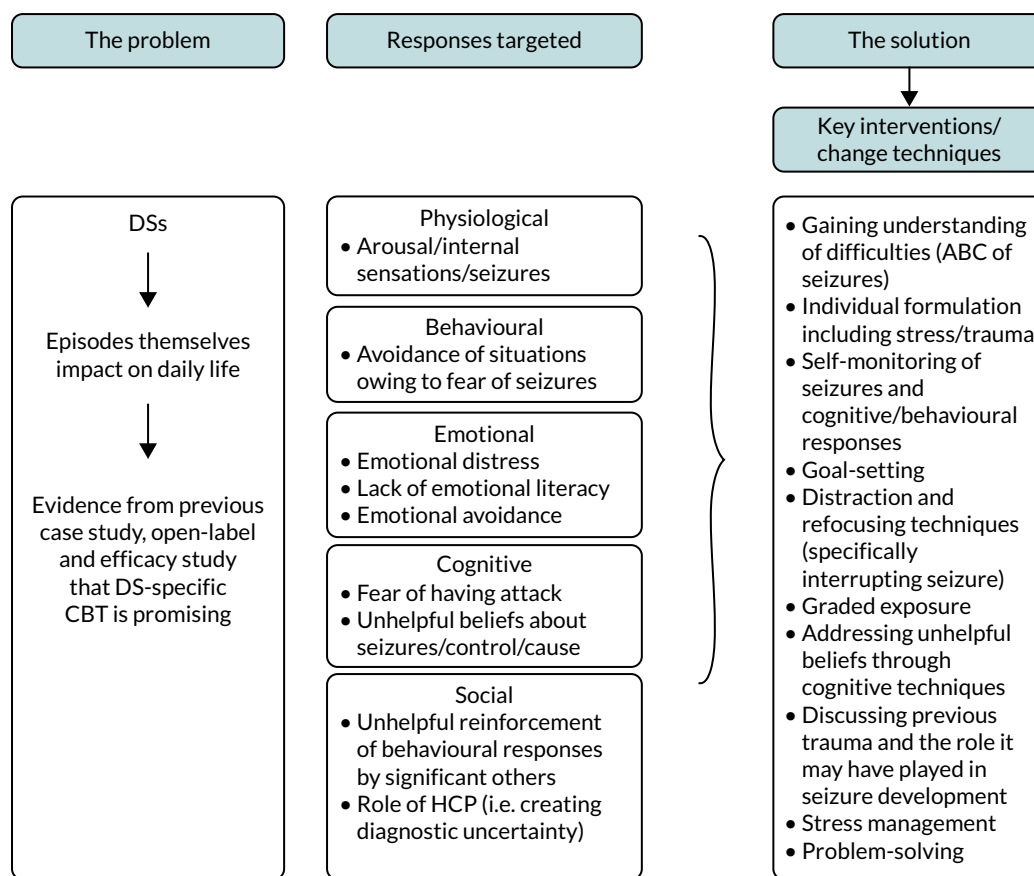 The problem
Responses targeted
The solution
Key interventions/
change techniques
DSs
Episodes themselves
impact on daily life
Evidence from previous
case study, open-label
and efficacy study
that DS-specific
CBT is promising
Physiological
• Arousal/internal
sensations/seizures
Behavioural
• Avoidance of situations
owing to fear of seizures
Emotional
• Emotional distress
• Lack of emotional literacy
• Emotional avoidance
Cognitive
• Fear of having attack
• Unhelpful beliefs about
seizures/control/cause
Social
• Unhelpful reinforcement
of behavioural responses
by significant others
• Role of HCP (i.e. creating
diagnostic uncertainty)
• Gaining understanding
of difficulties (ABC of
seizures)
• Individual formulation
including stress/trauma
• Self-monitoring of
seizures and
cognitive/behavioural
responses
• Goal-setting
• Distraction and
refocusing techniques
(specifically
interrupting seizure)
• Graded exposure
• Addressing unhelpful
beliefs through
cognitive techniques
• Discussing previous
trauma and the role it
may have played in
seizure development
• Stress management
• Problem-solving